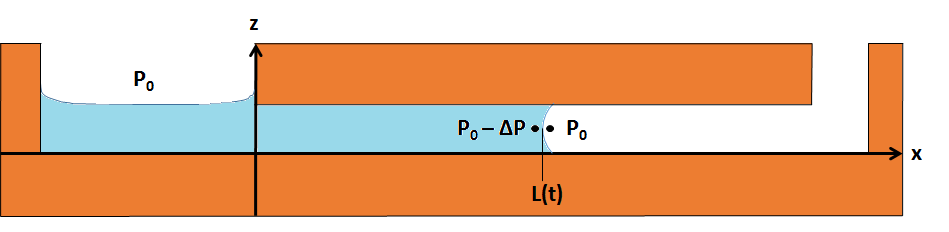 z
P₀
P₀ – ΔP
P₀
x
L(t)